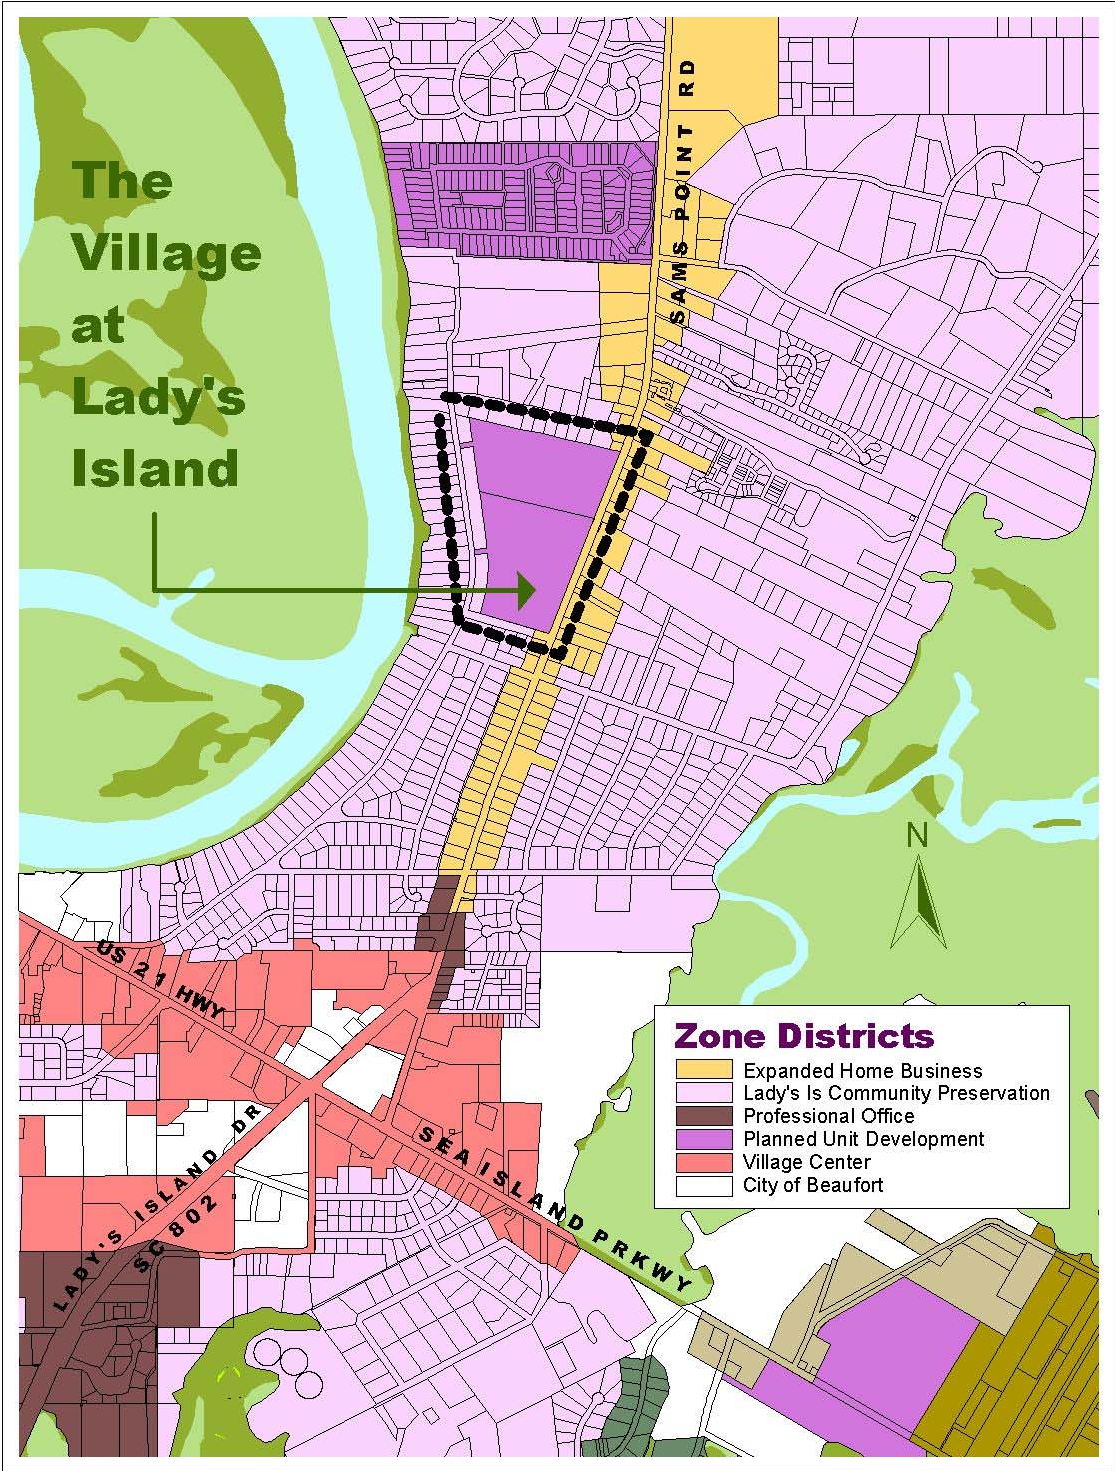 The
Village
at
Lady's
Island
SAMS POINT RD
N
US 21 HWY
LADY'S ISLAND DR
SC 802
SEA ISLAND PRKWY
Zone Districts
Expanded Home Business
Lady's Is Community Preservation
Professional Office
Planned Unit Development
Village Center
City of Beaufort